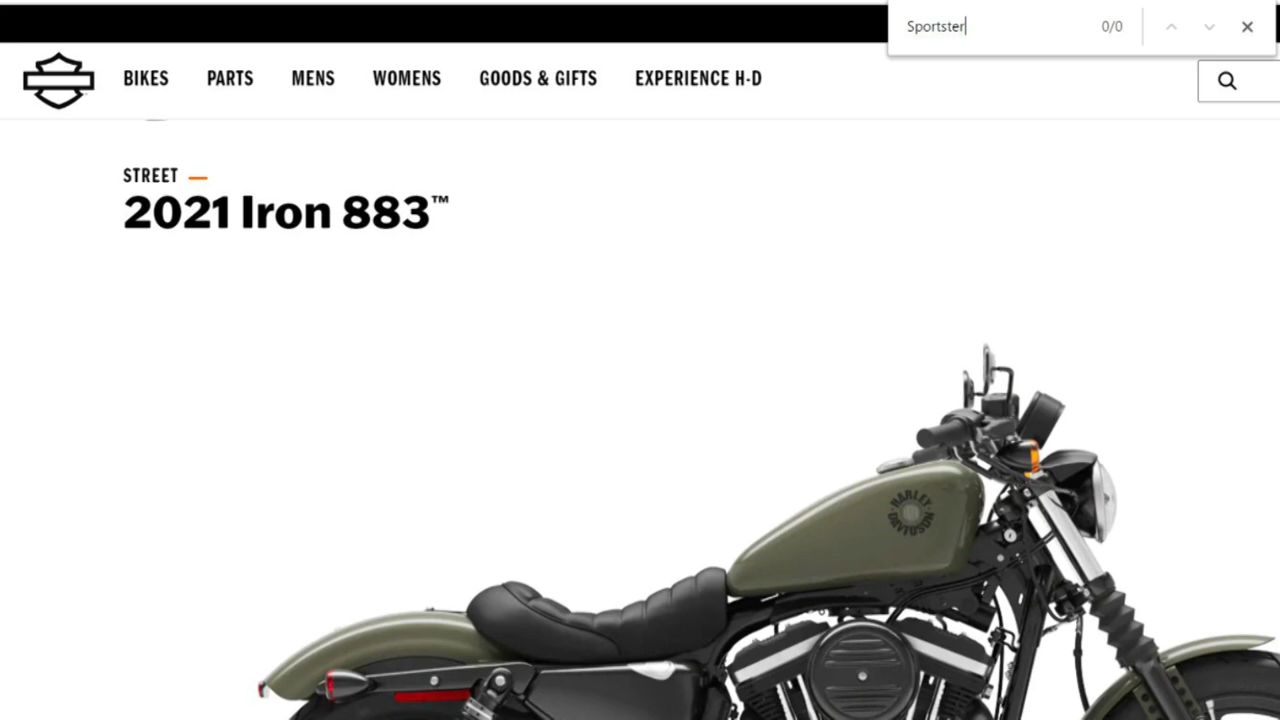 Sportster 0/0
BIKES PARTS MENS WOMENS GOODS & GIFTS EXPERIENCE H-D
STREET
2021 Iron 883™
HARLEY
DAVIDSON